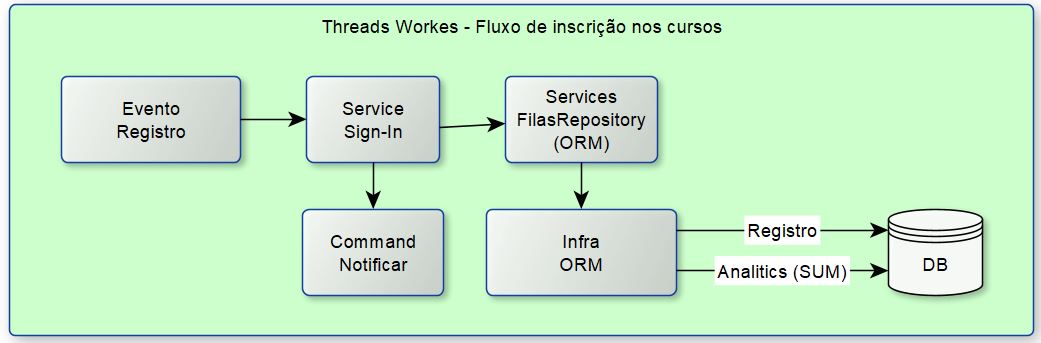 Threads Workes - Fluxo de inscrição nos cursos
Evento
Registro
Service
Sign-In
Services
FilasRepository
(ORM)
Command
Notificar
Infra
ORM
Registro
Analitics (SUM)
DB